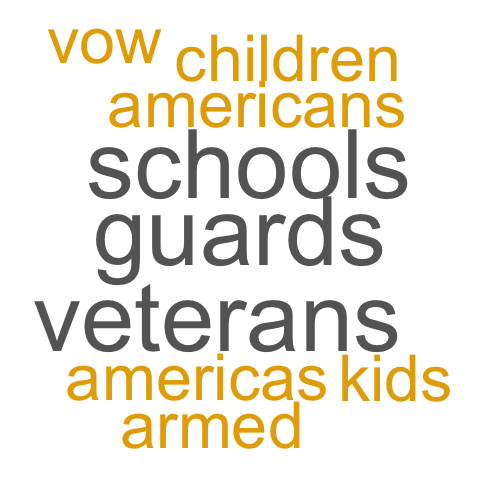 vow children
americans
schools
guards
veterans
americas kids
armed